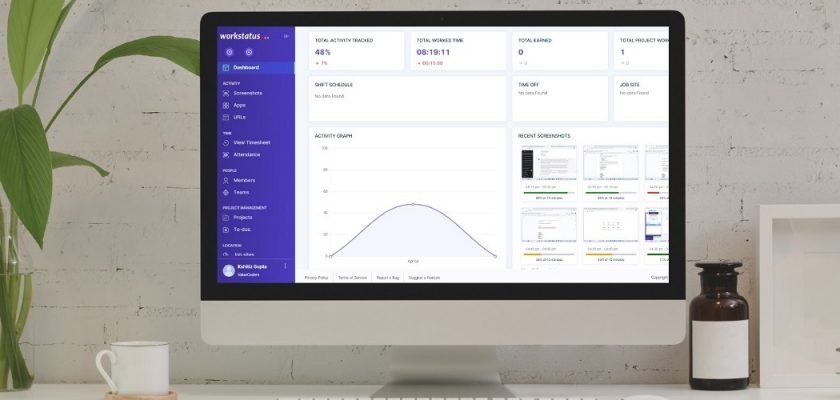 workstatus
Dashboard
ACTIVITY
Screenshots
Apps
URLs
TIME
View Timesheet
Attendance
PEOPLE
Members
Teams
PROJECT MANAGEMENT
Projects
To-dos
LOCATION
Job sites
Kshitiz Gupta
ValueCoders
TOTAL ACTIVITY TRACKED
48%
7%
TOTAL WORKED TIME
08:19:11
00:15:00
TOTAL EARNED
0
0
TOTAL PROJECT WORK
1
0
SHIFT SCHEDULE
No data Found
TIME OFF
No data Found
JOB SITE
No data Found
ACTIVITY GRAPH
100
80
60
40
20
0
RECENT SCREENSHOTS
Privacy Policy
Terms of Service
Report a Bug
Suggest a Feature
Copyright